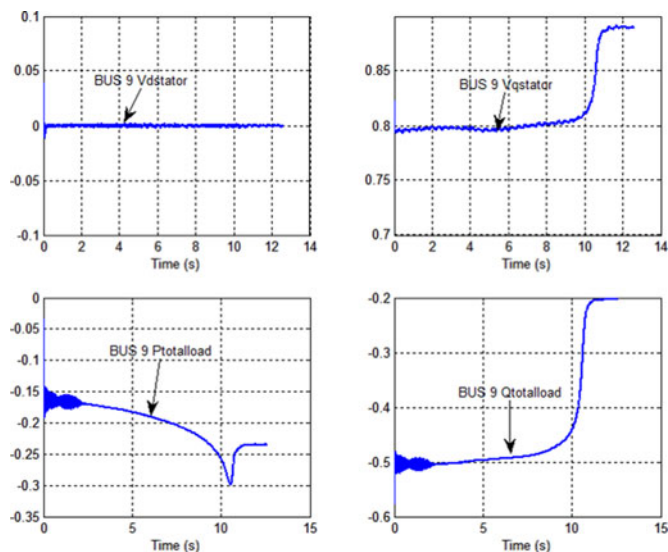 0.1
0.05
0
-0.05
-0.1
BUS 9 Vdstator
0 2 4 6 8 10 12 14
Time (s)
0.85
0.8
0.75
0.7
BUS 9 Vqstator
0 2 4 6 8 10 12 14
Time (s)
0
-0.05
-0.1
-0.15
-0.2
-0.25
-0.3
-0.35
BUS 9 Ptotalload
0 5 10 15
Time (s)
-0.2
-0.3
-0.4
-0.5
-0.6
BUS 9 Qtotalload
0 5 10 15
Time (s)